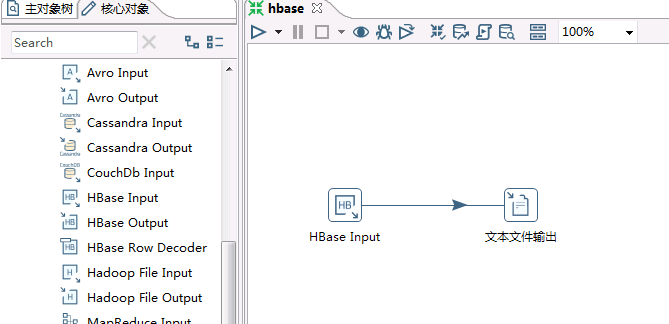 主对象树
核心对象
hbase
Search
100%
Avro Input
Avro Output
Cassandra Input
Cassandra Output
CouchDb Input
HBase Input
HBase Output
HBase Row Decoder
Hadoop File Input
Hadoop File Output
MapReduce Input
HBase Input
文本文件输出